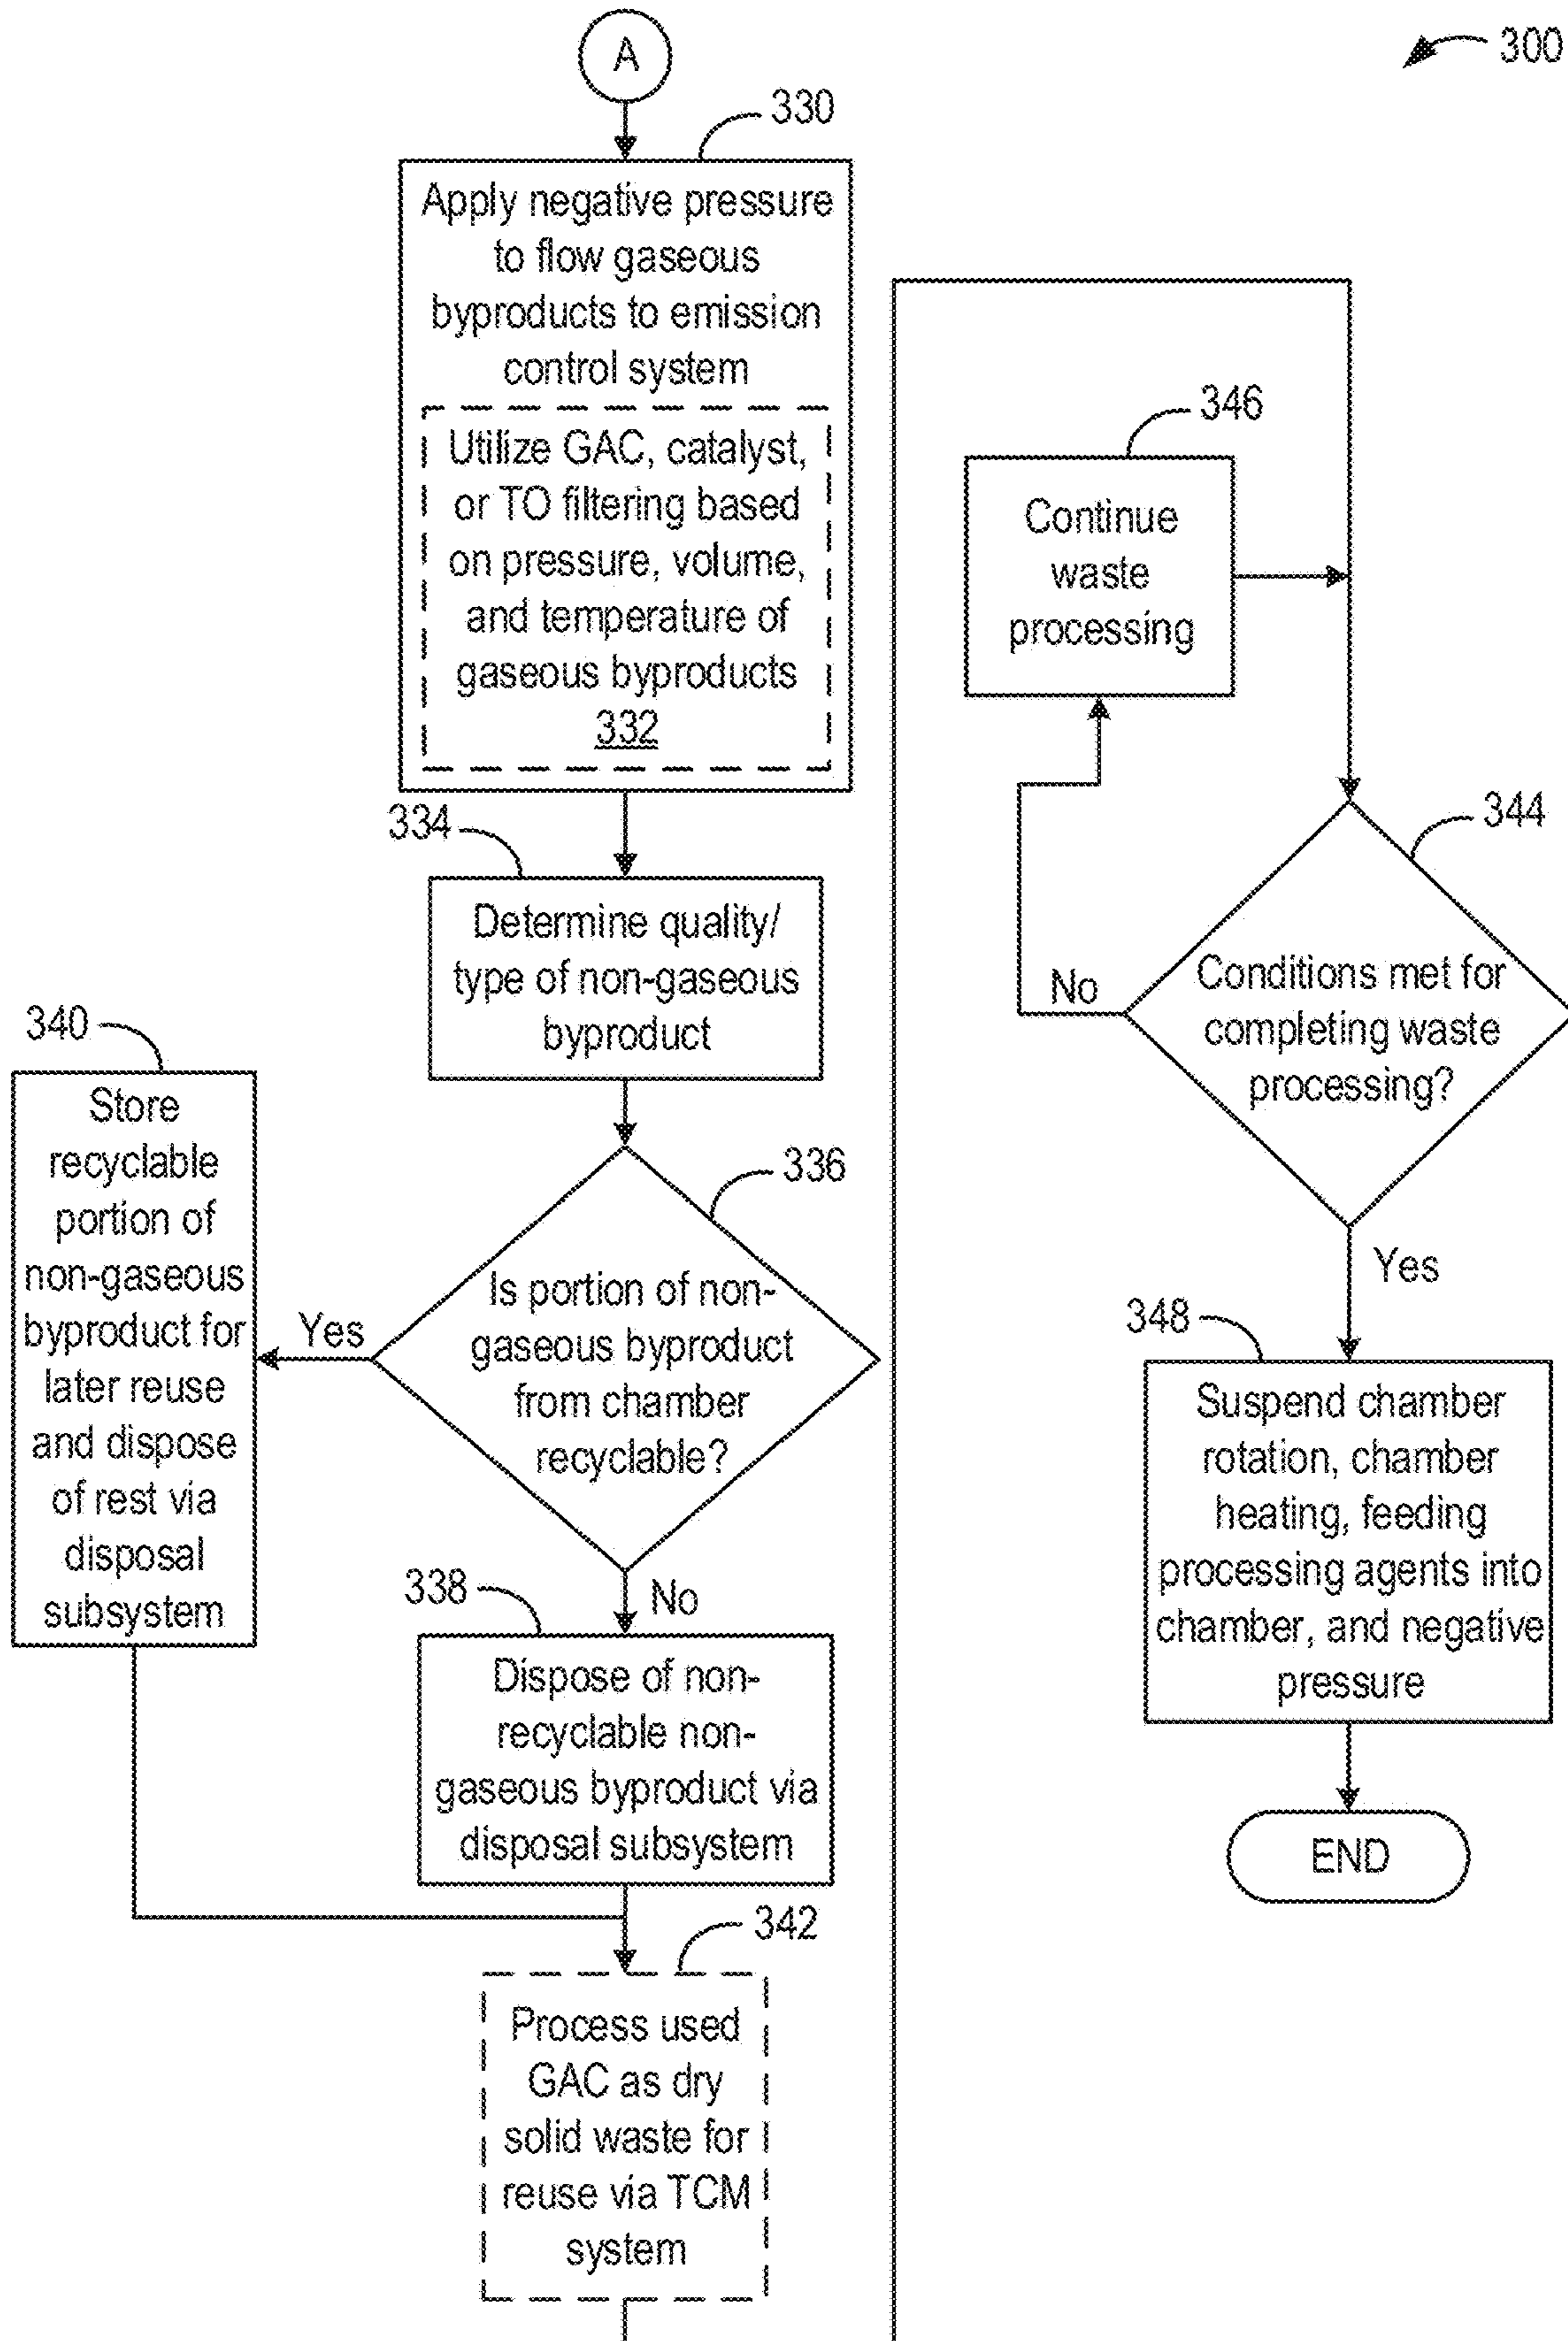 A
300
330
Apply negative pressure
to flow gaseous
byproducts to emission
control system
Utilize GAC, catalyst,
or TO filtering based
on pressure, volume,
and temperature of
gaseous byproducts
332
334
Determine quality/
type of non-gaseous
byproduct
336
Is portion of non-
gaseous byproduct
from chamber
recyclable?
Yes
340
Store
recyclable
portion of
non-gaseous
byproduct for
later reuse
and dispose
of rest via
disposal
subsystem
No
338
Dispose of non-
recyclable non-
gaseous byproduct via
disposal subsystem
342
Process used
GAC as dry
solid waste for
reuse via TCM
system
346
Continue
waste
processing
344
Conditions met for
completing waste
processing?
No
Yes
348
Suspend chamber
rotation, chamber
heating, feeding
processing agents into
chamber, and negative
pressure
END